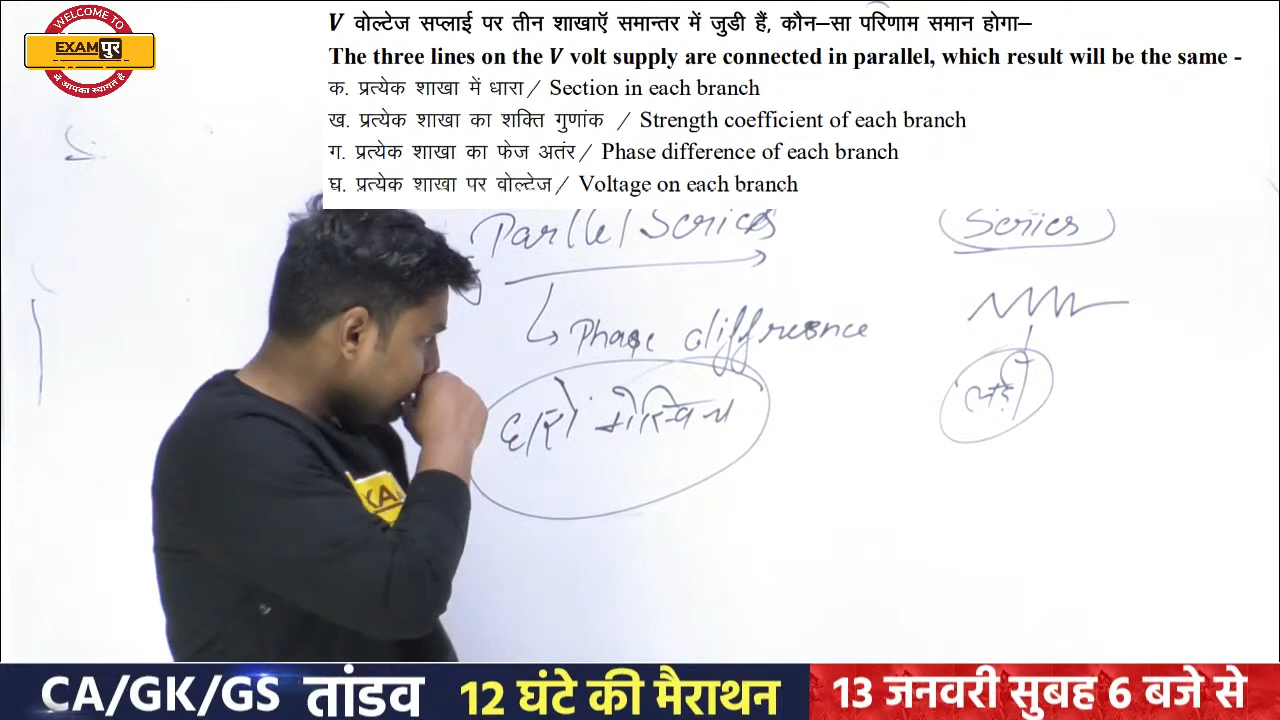 WELCOME TO
EXAMपुर
में आपका स्वागत है
V वोल्टेज सप्लाई पर तीन शाखाऍ समान्तर में जुडी हैं, कौन–सा परिणाम समान होगा–
The three lines on the V volt supply are connected in parallel, which result will be the same -
क. प्रत्येक शाखा में धारा/ Section in each branch
ख. प्रत्येक शाखा का शक्ति गुणांक / Strength coefficient of each branch
ग. प्रत्येक शाखा का फेज अतंर/ Phase difference of each branch
घ. प्रत्येक शाखा पर वोल्टेज/ Voltage on each branch
Series
Phase
KA
CA/GK/GS तांडव 12 घंटे की मैराथन 13 जनवरी सुबह 6 बजे से